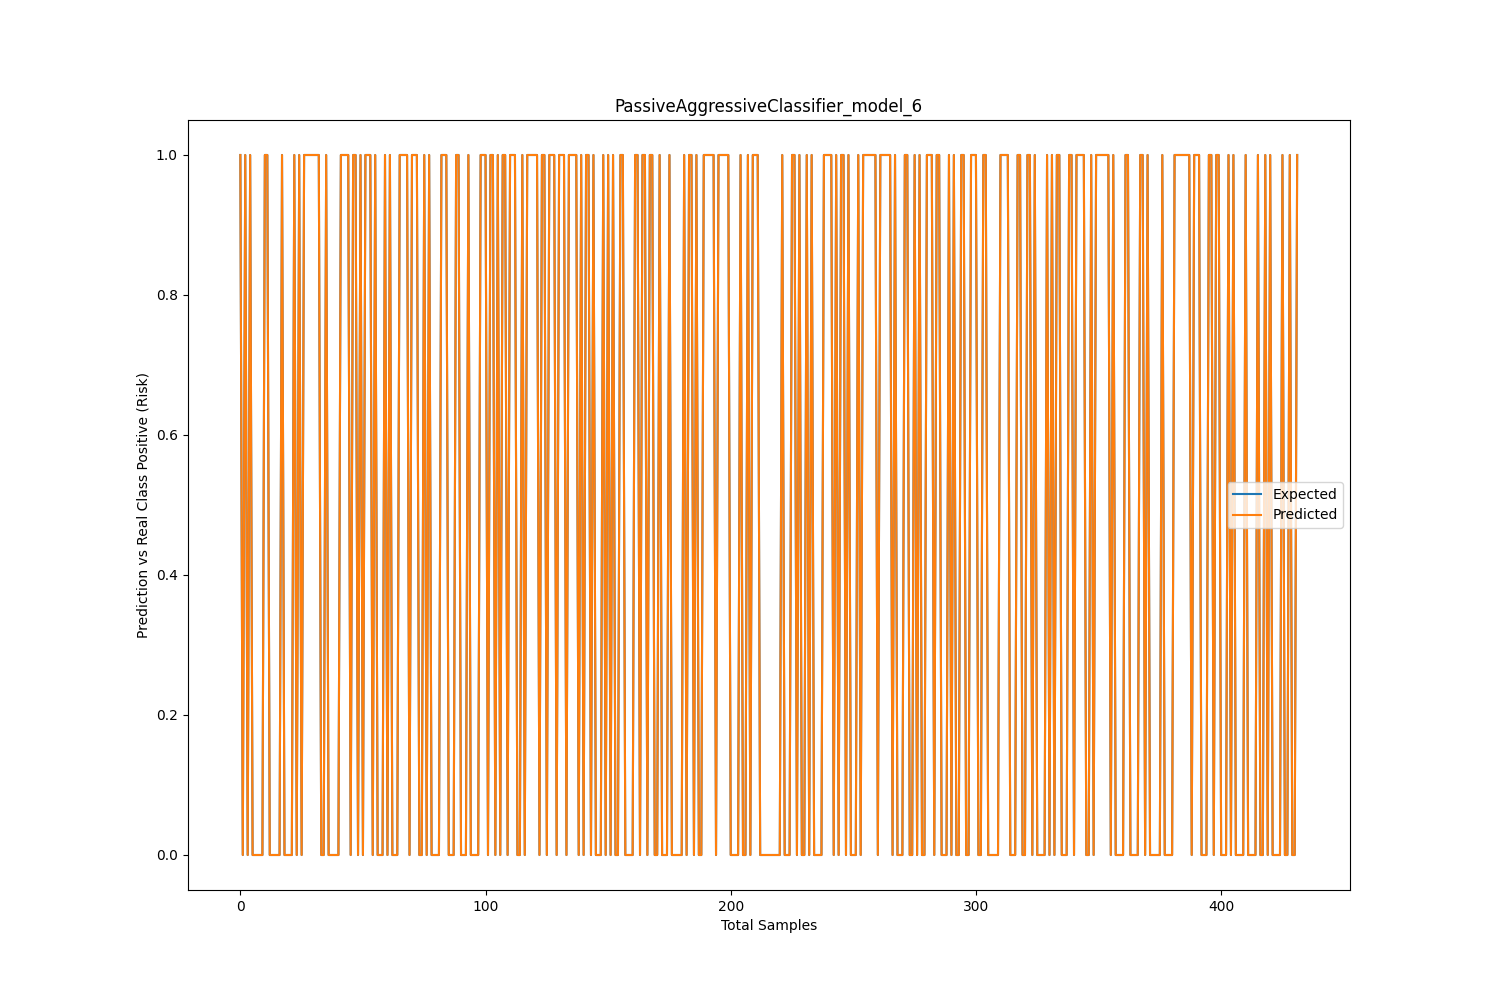 PassiveAggressiveClassifier_model_6
1.0
0.8
0.6
0.4
0.2
0.0
Prediction vs Real Class Positive (Risk)
Expected
Predicted
0
100
200
300
400
Total Samples